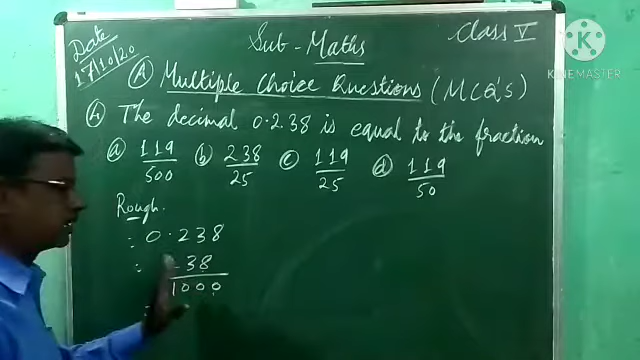 Date
17/10/20
Sub - Maths
Class V
K
KINEMASTER
(A) Multiple Choice Questions (MCQ'S)
4) The decimal 0.238 is equal to the fraction
(a) 119/500 (b) 238/25 (c) 119/25 (d) 119/50
Rough.
= 0.238
= 38/1000